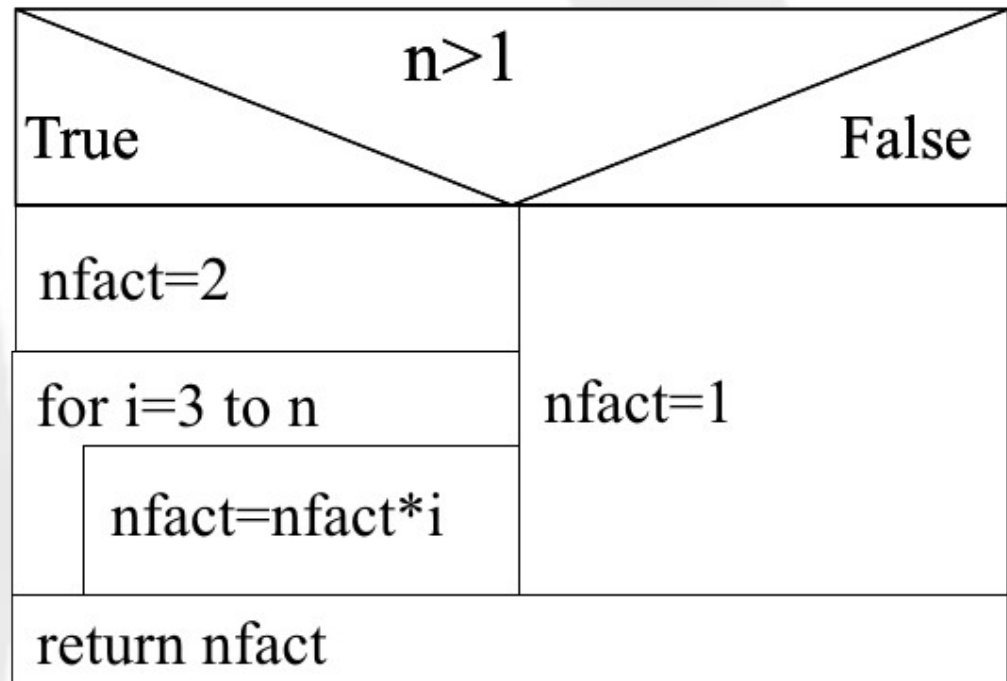 n>1
True
False
nfact=2
for i=3 to n
nfact=nfact*i
nfact=1
return nfact